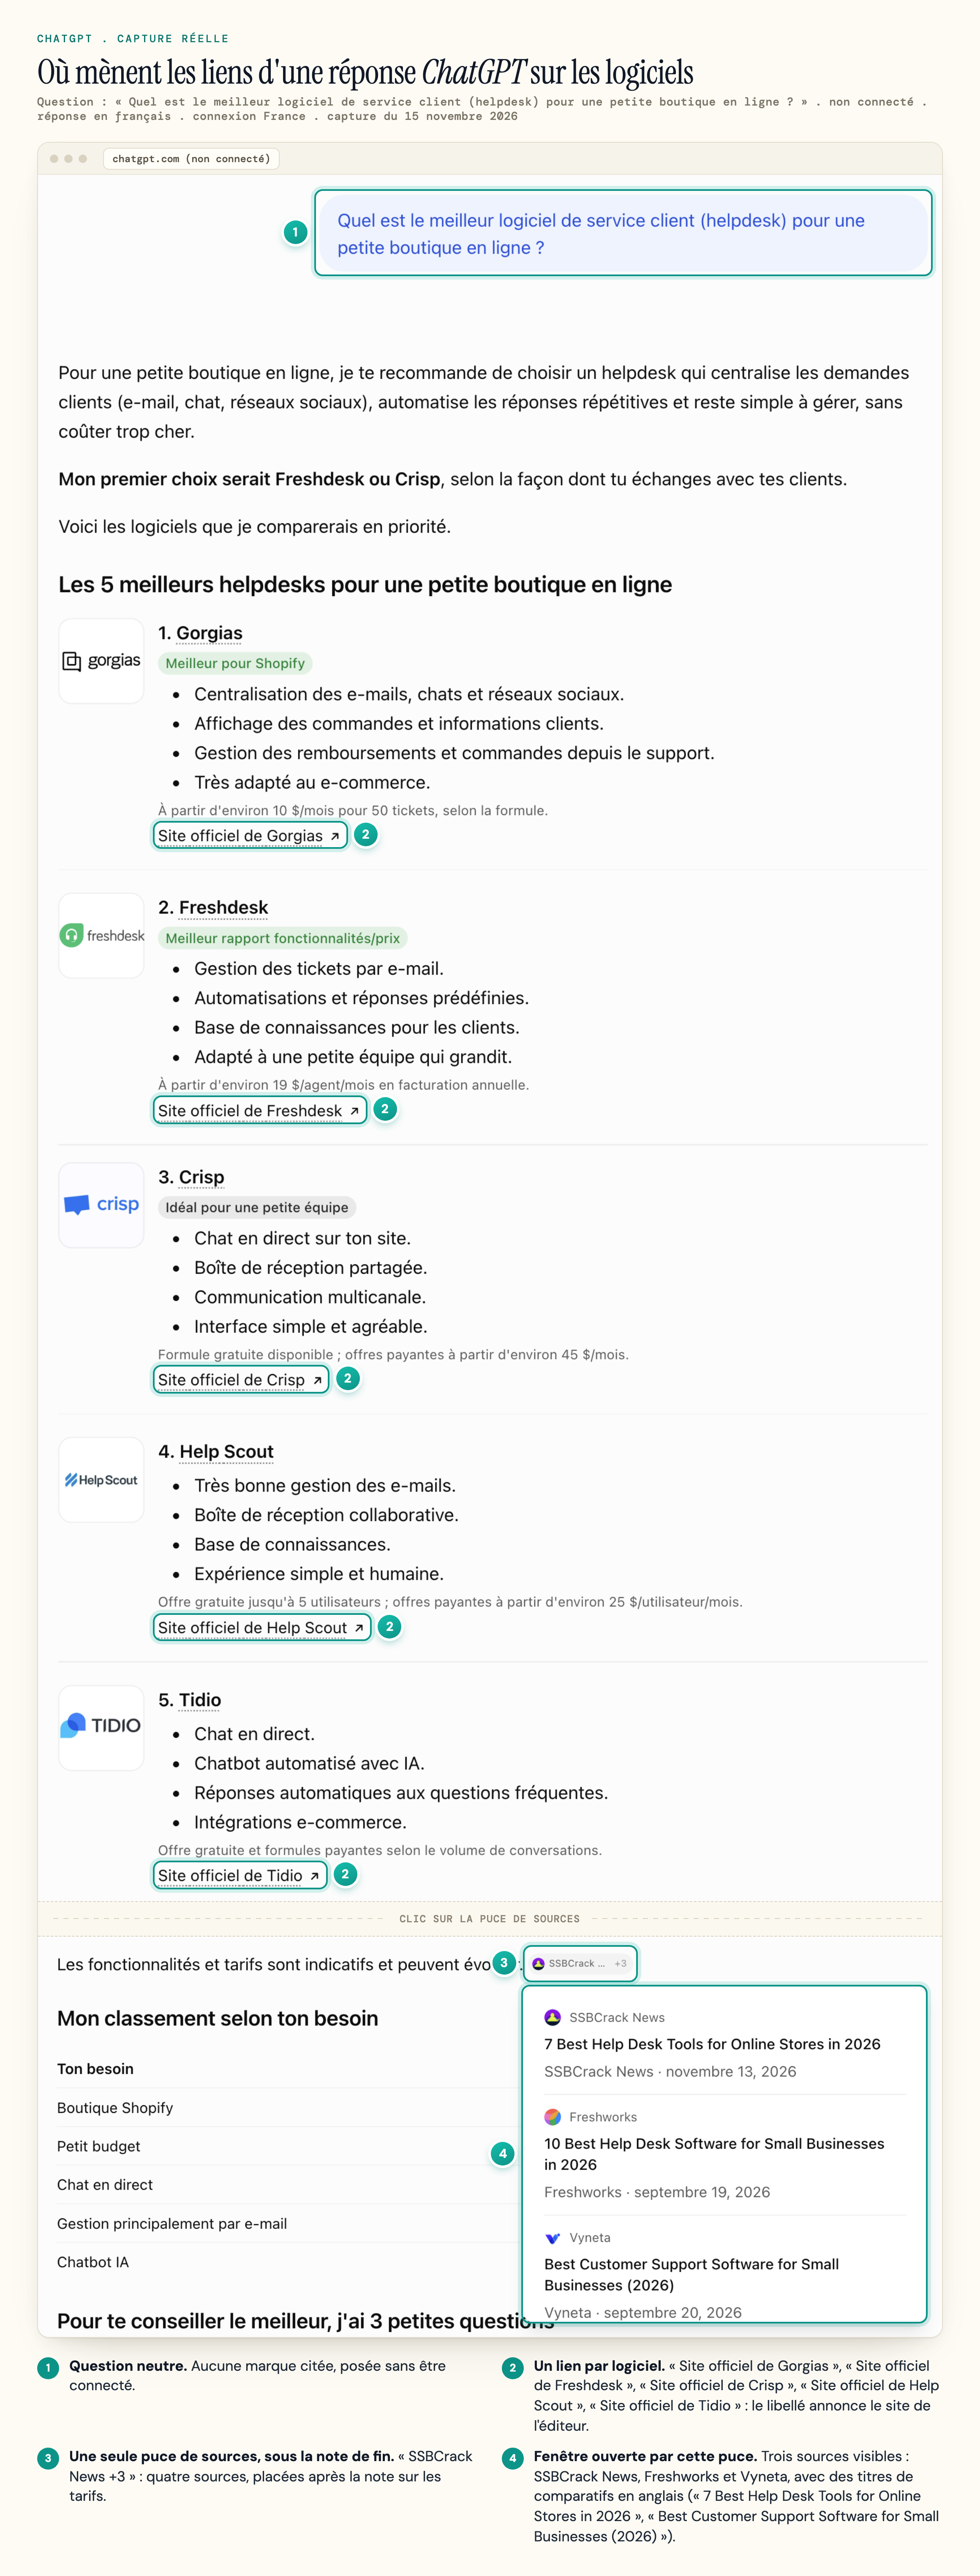 CHATGPT . CAPTURE RÉELLE
Où mènent les liens d'une réponse ChatGPT sur les logiciels
Question : « Quel est le meilleur logiciel de service client (helpdesk) pour une petite boutique en ligne ? » . non connecté .
réponse en français . connexion France . capture du 15 novembre 2026
chatgpt.com (non connecté)
1
Quel est le meilleur logiciel de service client (helpdesk) pour une
petite boutique en ligne ?
Pour une petite boutique en ligne, je te recommande de choisir un helpdesk qui centralise les demandes
clients (e-mail, chat, réseaux sociaux), automatise les réponses répétitives et reste simple à gérer, sans
coûter trop cher.
Mon premier choix serait Freshdesk ou Crisp, selon la façon dont tu échanges avec tes clients.
Voici les logiciels que je comparerais en priorité.
Les 5 meilleurs helpdesks pour une petite boutique en ligne
gorgias
1. Gorgias
Meilleur pour Shopify
• Centralisation des e-mails, chats et réseaux sociaux.
• Affichage des commandes et informations clients.
• Gestion des remboursements et commandes depuis le support.
• Très adapté au e-commerce.
À partir d'environ 10 $/mois pour 50 tickets, selon la formule.
Site officiel de Gorgias ↗ 2
freshdesk
2. Freshdesk
Meilleur rapport fonctionnalités/prix
• Gestion des tickets par e-mail.
• Automatisations et réponses prédéfinies.
• Base de connaissances pour les clients.
• Adapté à une petite équipe qui grandit.
À partir d'environ 19 $/agent/mois en facturation annuelle.
Site officiel de Freshdesk ↗ 2
crisp
3. Crisp
Idéal pour une petite équipe
• Chat en direct sur ton site.
• Boîte de réception partagée.
• Communication multicanale.
• Interface simple et agréable.
Formule gratuite disponible ; offres payantes à partir d'environ 45 $/mois.
Site officiel de Crisp ↗ 2
Help Scout
4. Help Scout
• Très bonne gestion des e-mails.
• Boîte de réception collaborative.
• Base de connaissances.
• Expérience simple et humaine.
Offre gratuite jusqu'à 5 utilisateurs ; offres payantes à partir d'environ 25 $/utilisateur/mois.
Site officiel de Help Scout ↗ 2
TIDIO
5. Tidio
• Chat en direct.
• Chatbot automatisé avec IA.
• Réponses automatiques aux questions fréquentes.
• Intégrations e-commerce.
Offre gratuite et formules payantes selon le volume de conversations.
Site officiel de Tidio ↗ 2
CLIC SUR LA PUCE DE SOURCES
Les fonctionnalités et tarifs sont indicatifs et peuvent évo
3
SSBCrack ... +3
Mon classement selon ton besoin
Ton besoin
Boutique Shopify
Petit budget
Chat en direct
Gestion principalement par e-mail
Chatbot IA
Pour te conseiller le meilleur, j'ai 3 petites questions
4
SSBCrack News
7 Best Help Desk Tools for Online Stores in 2026
SSBCrack News · novembre 13, 2026
Freshworks
10 Best Help Desk Software for Small Businesses
in 2026
Freshworks · septembre 19, 2026
Vyneta
Best Customer Support Software for Small
Businesses (2026)
Vyneta · septembre 20, 2026
1 Question neutre. Aucune marque citée, posée sans être
connecté.
2 Un lien par logiciel. « Site officiel de Gorgias », « Site officiel
de Freshdesk », « Site officiel de Crisp », « Site officiel de Help
Scout », « Site officiel de Tidio » : le libellé annonce le site de
l'éditeur.
3 Une seule puce de sources, sous la note de fin. « SSBCrack
News +3 » : quatre sources, placées après la note sur les
tarifs.
4 Fenêtre ouverte par cette puce. Trois sources visibles :
SSBCrack News, Freshworks et Vyneta, avec des titres de
comparatifs en anglais (« 7 Best Help Desk Tools for Online
Stores in 2026 », « Best Customer Support Software for Small
Businesses (2026) »).